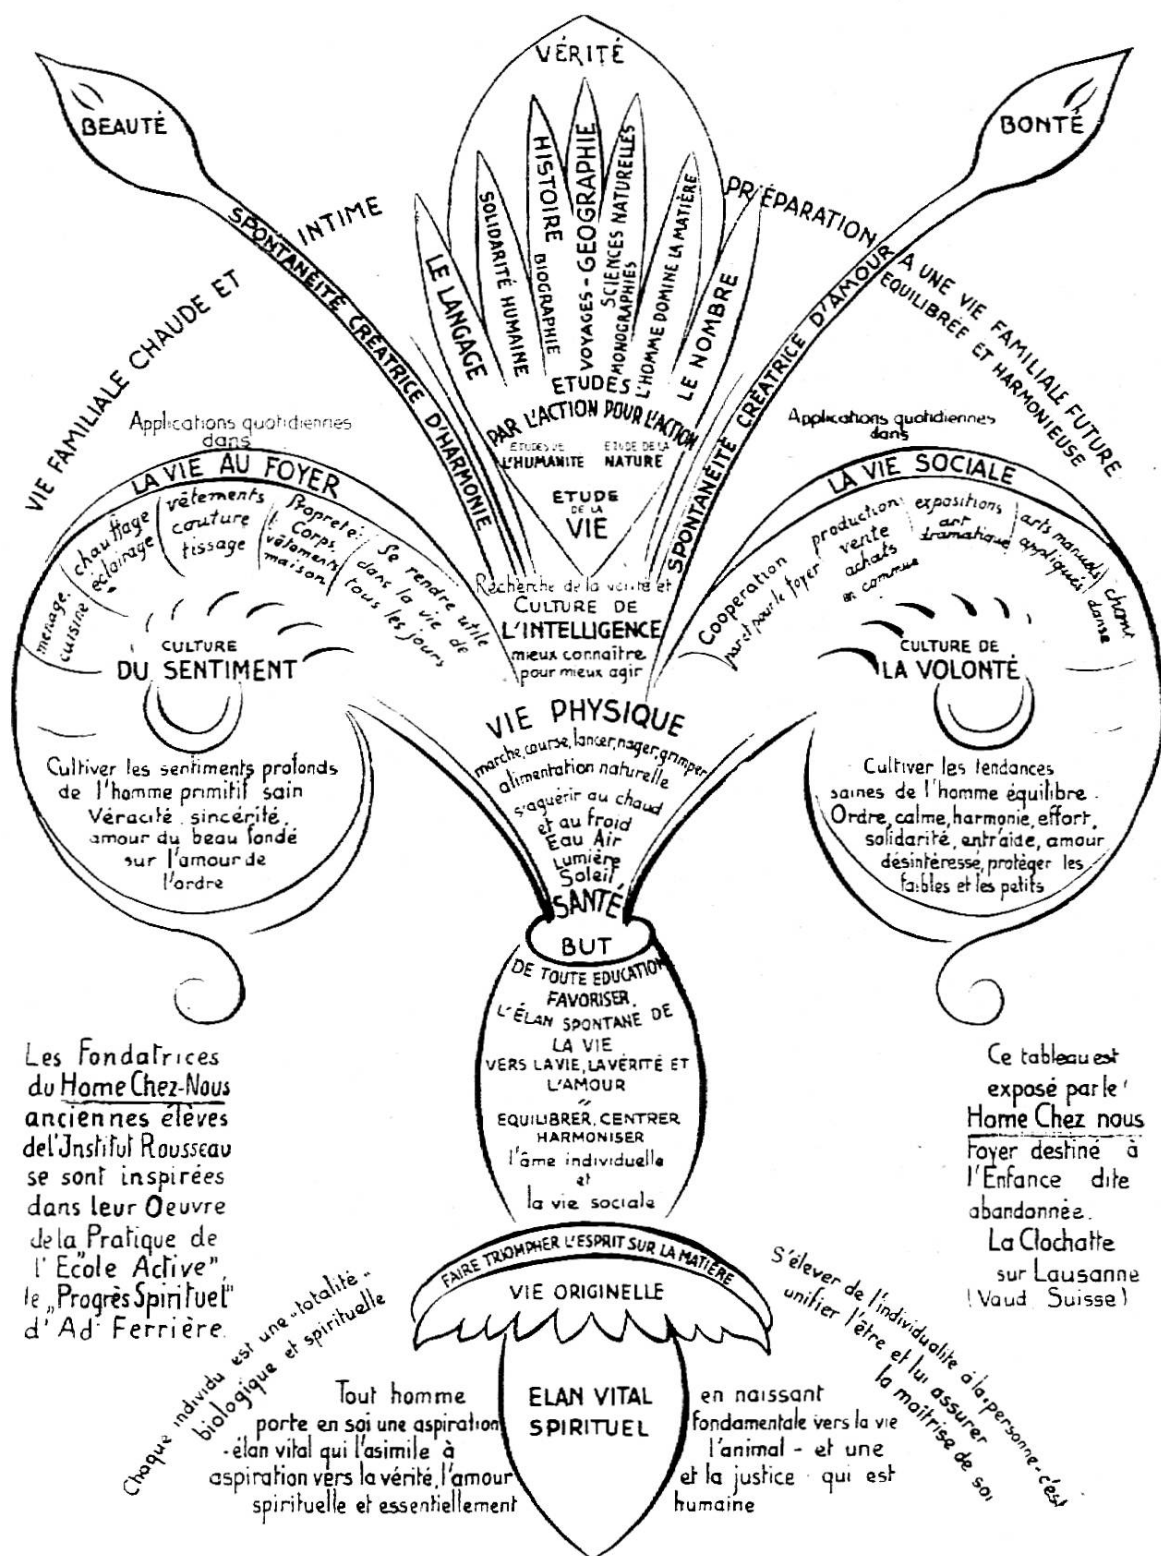 VÉRITÉ
BEAUTÉ
BONTÉ
VIE FAMILIALE CHAUDE ET INTIME
PRÉPARATION A UNE VIE FAMILIALE FUTURE
EQUILIBRÉE ET HARMONIEUSE
SPONTANÉITÉ CRÉATRICE D'HARMONIE
SPONTANÉITÉ CRÉATRICE D'AMOUR
LE LANGAGE
SOLIDARITÉ HUMAINE
HISTOIRE
BIOGRAPHIE
VOYAGES - GEOGRAPHIE
SCIENCES NATURELLES
MONOGRAPHIES
L'HOMME DOMINE LA MATIÈRE
LE NOMBRE
ETUDES
PAR L'ACTION POUR L'ACTION
ETUDES DE
L'HUMANITE
ETUDE DE LA
NATURE
ETUDE
DE LA
VIE
Recherche de la vérité et
CULTURE DE
L'INTELLIGENCE
mieux connaître
pour mieux agir
Applications quotidiennes
dans
LA VIE AU FOYER
ménage
cuisine
chauffage
éclairage
vêtements
couture
tissage
Propreté:
Corps,
vêtements
maison
Se rendre utile
dans la vie de
tous les jours
CULTURE
DU SENTIMENT
Cultiver les sentiments profonds
de l'homme primitif sain
Véracité, sincérité,
amour du beau fondé
sur l'amour de
l'ordre
Applications quotidiennes
dans
LA VIE SOCIALE
Cooperation
par et pour le foyer
production
vente
achats
en commun
expositions
art
dramatique
arts manuels
appliqués
chant
danse
CULTURE DE
LA VOLONTÉ
Cultiver les tendances
saines de l'homme équilibre.
Ordre, calme, harmonie, effort,
solidarité, entr'aide, amour
désintéressé, protéger les
faibles et les petits
VIE PHYSIQUE
marche, course, lancer, nager, grimper
alimentation naturelle
s'aguérir au chaud
et au froid
Eau Air
Lumière
Soleil
SANTÉ
BUT
DE TOUTE EDUCATION
FAVORISER
L'ÉLAN SPONTANE DE
LA VIE
VERS LA VIE, LA VÉRITÉ ET
L'AMOUR
"
EQUILIBRER, CENTRER
HARMONISER
l'âme individuelle
et
la vie sociale
FAIRE TRIOMPHER L'ESPRIT SUR LA MATIÈRE
VIE ORIGINELLE
ELAN VITAL
SPIRITUEL
Les Fondatrices
du Home Chez-Nous
anciennes élèves
de l'Institut Rousseau
se sont inspirées
dans leur Oeuvre
de la Pratique de
l'"Ecole Active",
le „Progrès Spirituel"
d'Ad. Ferrière.
Ce tableau est
exposé par le
Home Chez nous
Foyer destiné à
l'Enfance dite
abandonnée.
La Clochatte
sur Lausanne
(Vaud. Suisse)
Chaque individu est une "totalité"
biologique et spirituelle
S'élever de l'individualité à la personne - c'est
unifier l'être et lui assurer
la maîtrise de soi
Tout homme en naissant
porte en soi une aspiration fondamentale vers la vie
- élan vital qui l'asimile à l'animal - et une
aspiration vers la vérité, l'amour et la justice qui est
spirituelle et essentiellement humaine